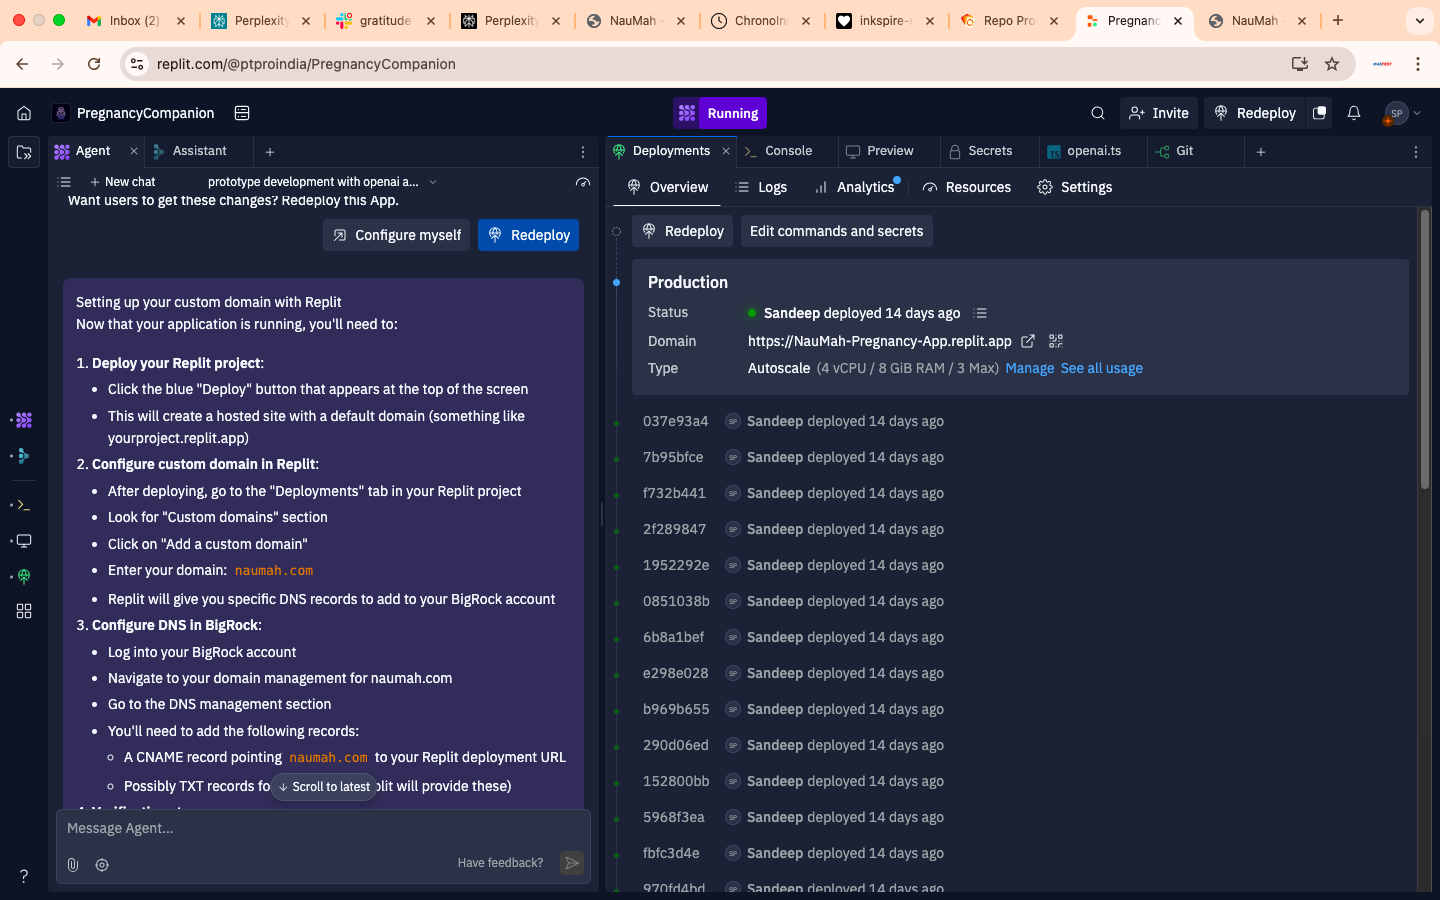 Inbox (2)
Perplexity
gratitude
Perplexity
NauMah -
ChronoIn
inkspire-
Repo Pro
Pregnanc
NauMah -
replit.com/@ptproindia/PregnancyCompanion
PregnancyCompanion
Running
Invite
Redeploy
SP
Agent
Assistant
New chat
prototype development with openai a...
Want users to get these changes? Redeploy this App.
Configure myself
Redeploy
Setting up your custom domain with Replit
Now that your application is running, you'll need to:
1. Deploy your Replit project:
• Click the blue "Deploy" button that appears at the top of the screen
• This will create a hosted site with a default domain (something like
yourproject.replit.app)
2. Configure custom domain in Replit:
• After deploying, go to the "Deployments" tab in your Replit project
• Look for "Custom domains" section
• Click on "Add a custom domain"
• Enter your domain: naumah.com
• Replit will give you specific DNS records to add to your BigRock account
3. Configure DNS in BigRock:
• Log into your BigRock account
• Navigate to your domain management for naumah.com
• Go to the DNS management section
• You'll need to add the following records:
◦ A CNAME record pointing naumah.com to your Replit deployment URL
◦ Possibly TXT records fo
plit will provide these)
↓ Scroll to latest
Message Agent...
Have feedback?
?
Deployments
Console
Preview
Secrets
TS openai.ts
Git
Overview
Logs
Analytics
Resources
Settings
Redeploy
Edit commands and secrets
Production
Status
Sandeep deployed 14 days ago
Domain
https://NauMah-Pregnancy-App.replit.app
Type
Autoscale (4 vCPU / 8 GiB RAM / 3 Max) Manage See all usage
037e93a4 SP Sandeep deployed 14 days ago
7b95bfce SP Sandeep deployed 14 days ago
f732b441 SP Sandeep deployed 14 days ago
2f289847 SP Sandeep deployed 14 days ago
1952292e SP Sandeep deployed 14 days ago
0851038b SP Sandeep deployed 14 days ago
6b8a1bef SP Sandeep deployed 14 days ago
e298e028 SP Sandeep deployed 14 days ago
b969b655 SP Sandeep deployed 14 days ago
290d06ed SP Sandeep deployed 14 days ago
152800bb SP Sandeep deployed 14 days ago
5968f3ea SP Sandeep deployed 14 days ago
fbfc3d4e SP Sandeep deployed 14 days ago
970fd4bd SP Sandeep deployed 14 days ago